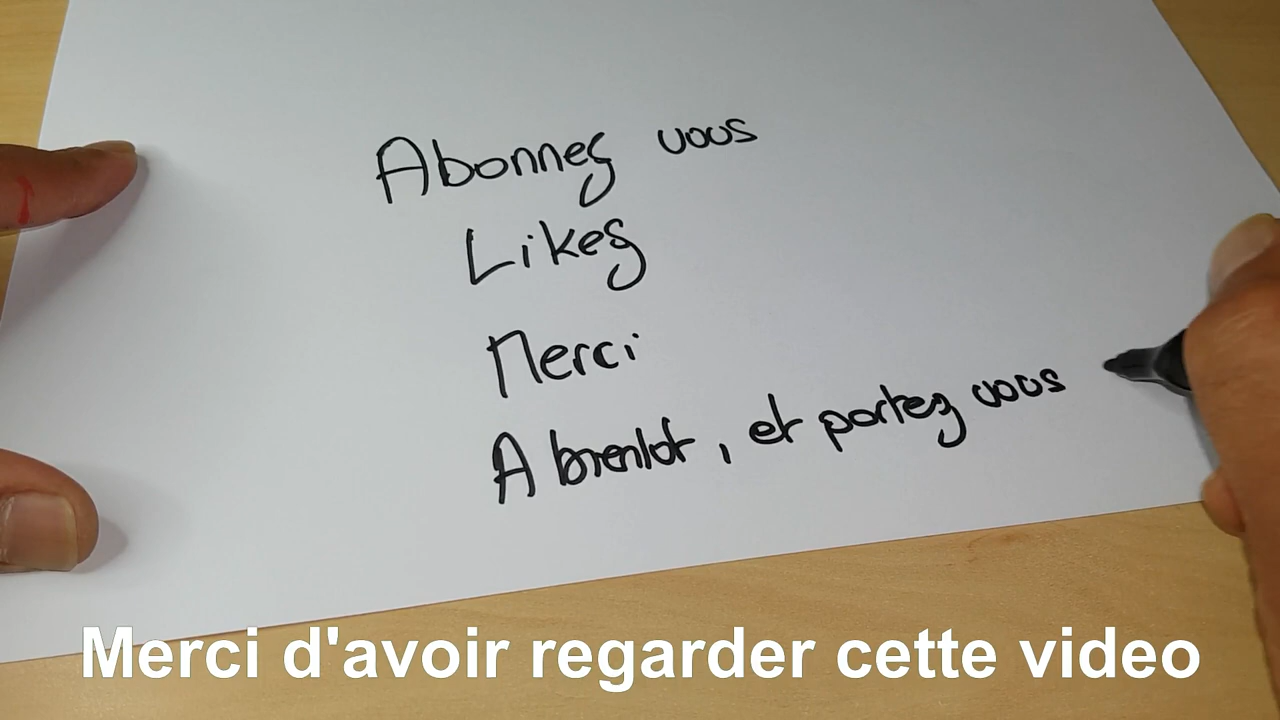 Abonnez vous
Likez
Merci
A bientot, et portez vous
Merci d'avoir regarder cette video